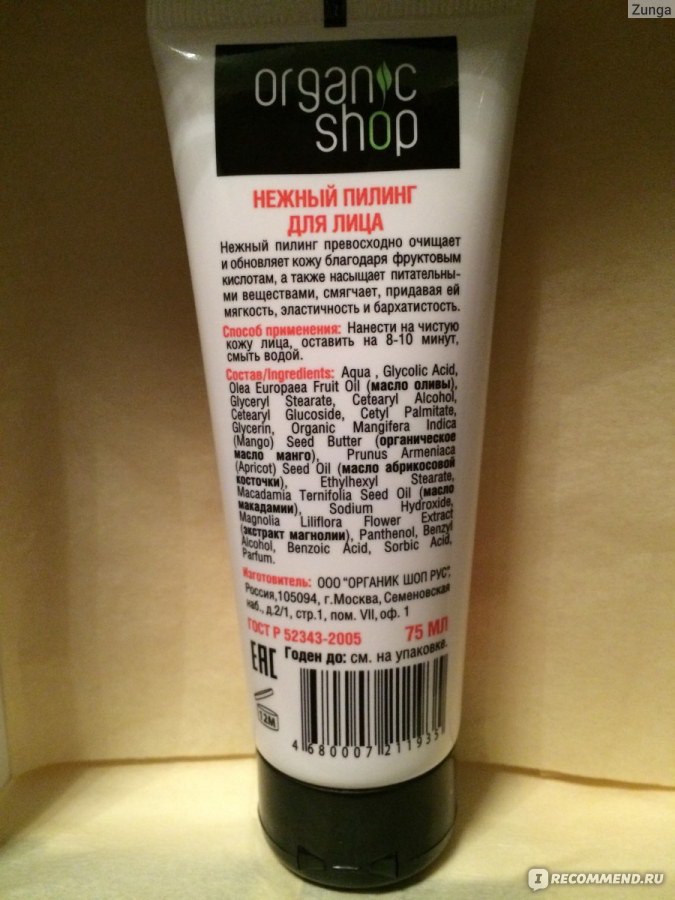 Zunga
organic
shop
НЕЖНЫЙ ПИЛИНГ
ДЛЯ ЛИЦА
Нежный пилинг превосходно очищает
и обновляет кожу благодаря фруктовым
кислотам, а также насыщает питательны-
ми веществами, смягчает, придавая ей
мягкость, эластичность и бархатистость.
Способ применения: Нанести на чистую
кожу лица, оставить на 8-10 минут,
смыть водой.
Состав/Ingredients: Aqua , Glycolic Acid,
Olea Europaea Fruit Oil (масло оливы),
Glyceryl Stearate, Cetearyl Alcohol,
Cetearyl Glucoside, Cetyl Palmitate,
Glycerin, Organic Mangifera Indica
(Mango) Seed Butter (органическое
масло манго), Prunus Armeniaca
(Apricot) Seed Oil (масло абрикосовой
косточки), Ethylhexyl Stearate,
Macadamia Ternifolia Seed Oil (масло
макадамии), Sodium Hydroxide,
Magnolia Liliflora Flower Extract
(экстракт магнолии), Panthenol, Benzyl
Alcohol, Benzoic Acid, Sorbic Acid,
Parfum.
Изготовитель: ООО "ОРГАНИК ШОП РУС",
Россия,105094, г.Москва, Семеновская
наб., д.2/1, стр.1, пом. VII, оф. 1
ГОСТ Р 52343-2005 75 МЛ
EAC Годен до: см. на упаковке.
12M
4 680007 211935
IRECOMMEND.RU